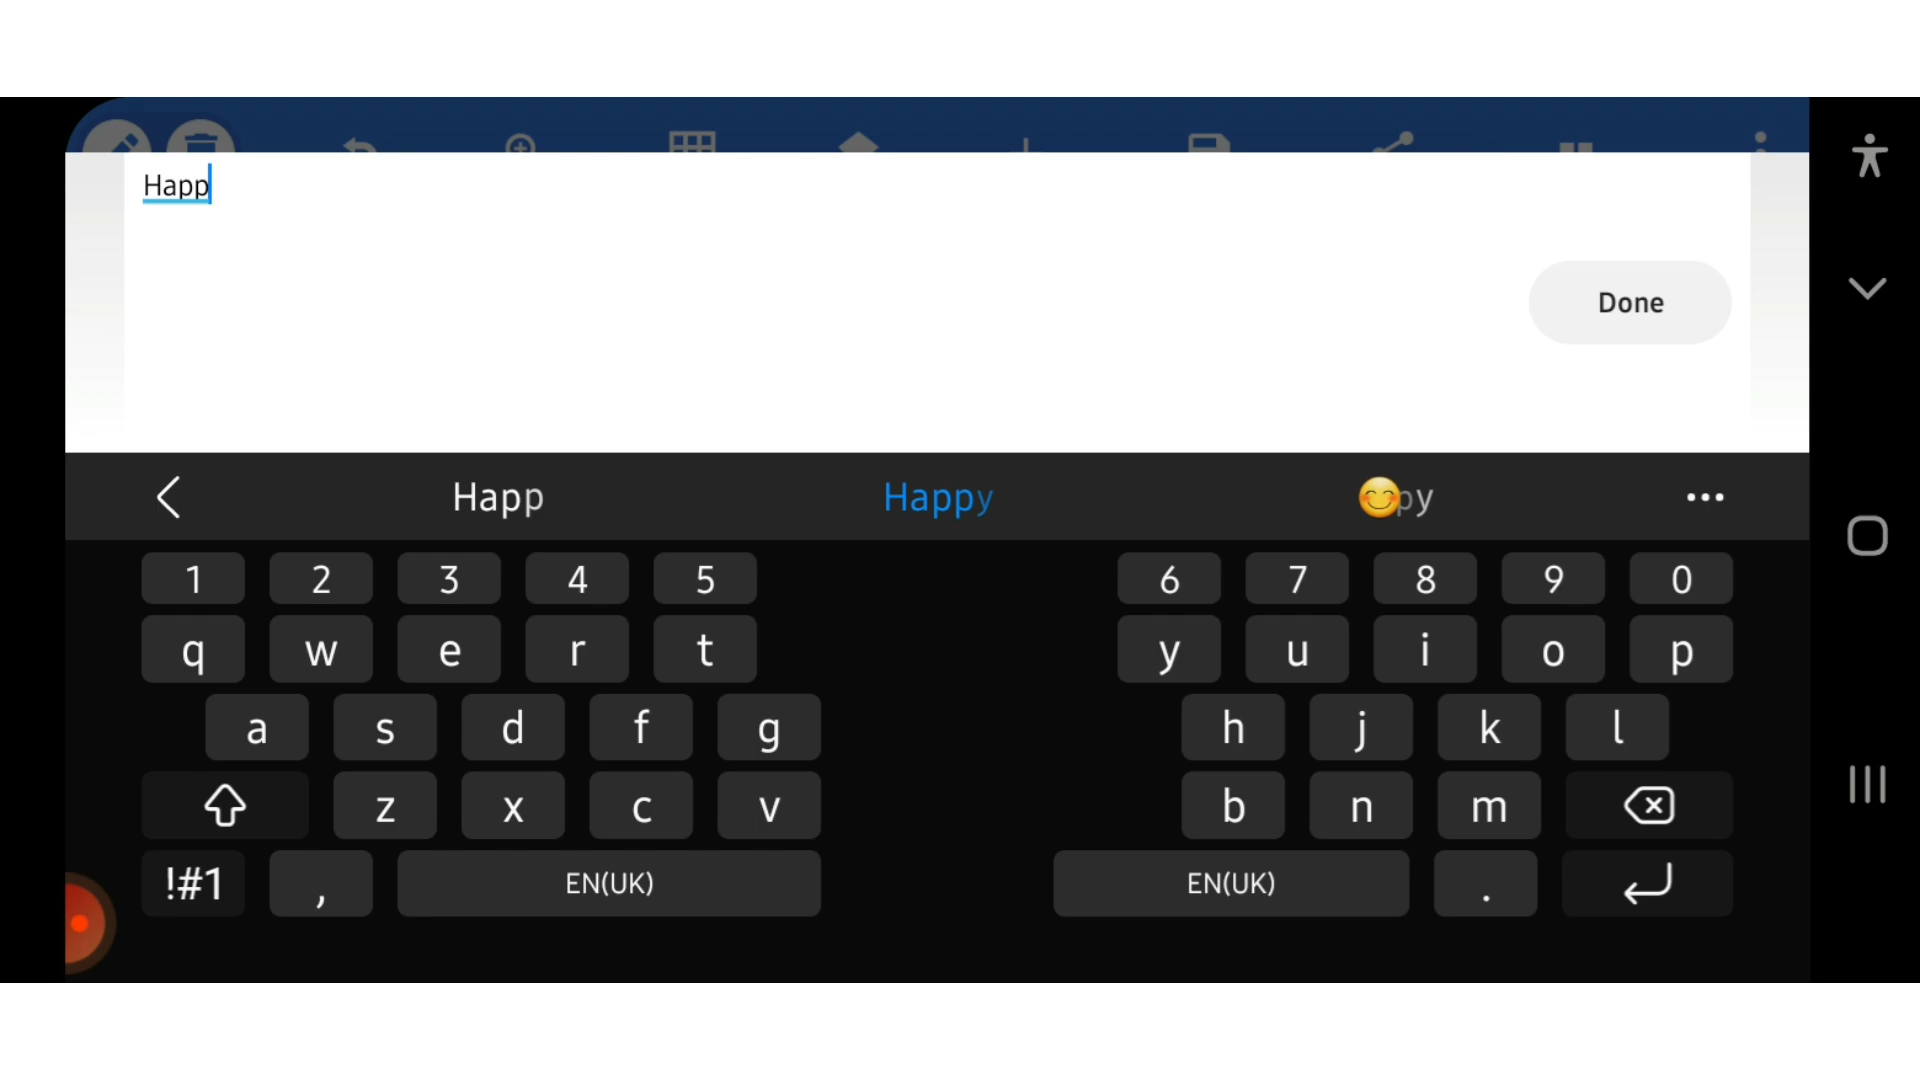 Happ
Done
Happ Happy 😊py
1 2 3 4 5 6 7 8 9 0
q w e r t y u i o p
a s d f g h j k l
z x c v b n m
!#1 , EN(UK) EN(UK) .